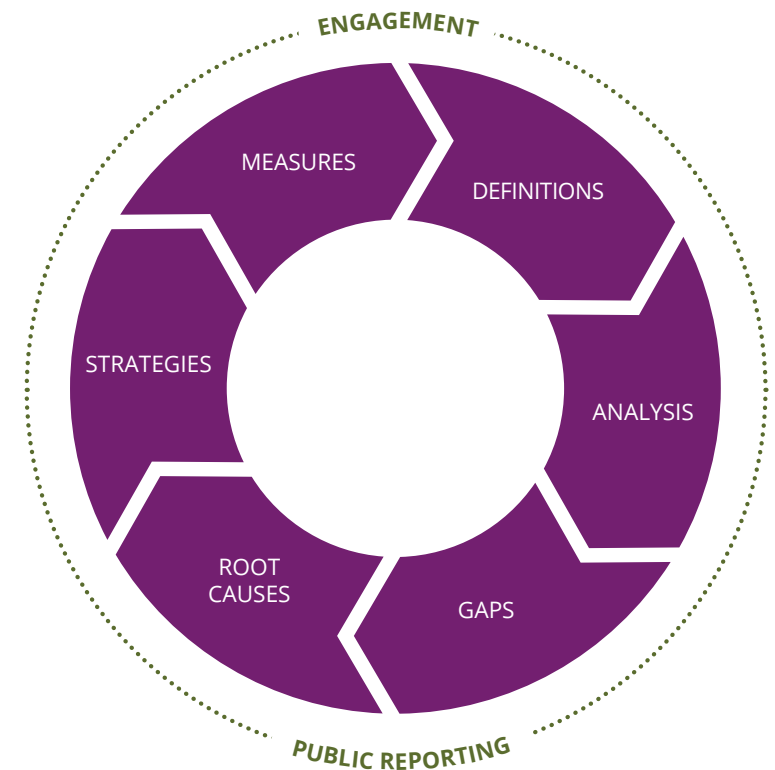 ENGAGEMENT
MEASURES
DEFINITIONS
STRATEGIES
ANALYSIS
ROOT
CAUSES
GAPS
PUBLIC REPORTING